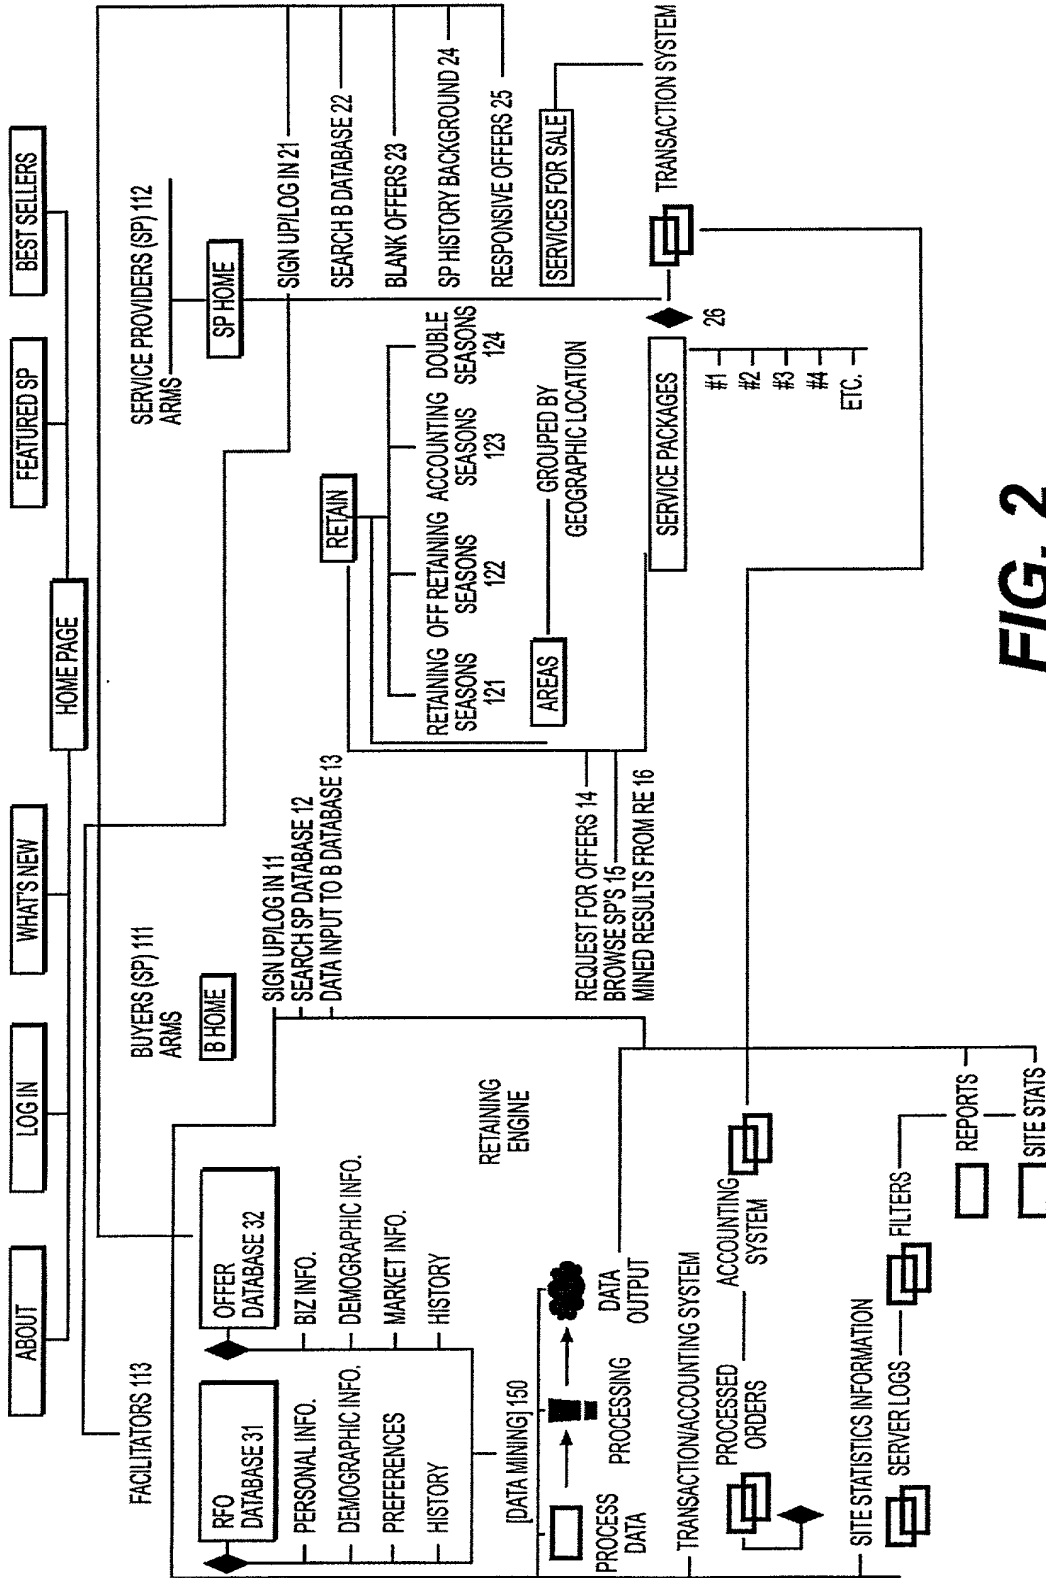 ABOUT
LOG IN
WHAT'S NEW
HOME PAGE
FEATURED SP
BEST SELLERS
FACILITATORS 113
BUYERS (SP) 111
ARMS
B HOME
SERVICE PROVIDERS (SP) 112
ARMS
SP HOME
RFO
DATABASE 31
PERSONAL INFO.
DEMOGRAPHIC INFO.
PREFERENCES
HISTORY
OFFER
DATABASE 32
BIZ INFO.
DEMOGRAPHIC INFO.
MARKET INFO.
HISTORY
SIGN UP/LOG IN 11
SEARCH SP DATABASE 12
DATA INPUT TO B DATABASE 13
SIGN UP/LOG IN 21
SEARCH B DATABASE 22
BLANK OFFERS 23
SP HISTORY BACKGROUND 24
RESPONSIVE OFFERS 25
RETAIN
RETAINING
SEASONS
121
OFF RETAINING
SEASONS
122
ACCOUNTING
SEASONS
123
DOUBLE
SEASONS
124
AREAS
GROUPED BY
GEOGRAPHIC LOCATION
RETAINING
ENGINE
[DATA MINING] 150
PROCESS
DATA
PROCESSING
DATA
OUTPUT
REQUEST FOR OFFERS 14
BROWSE SP'S 15
MINED RESULTS FROM RE 16
SERVICES FOR SALE
TRANSACTION SYSTEM
TRANSACTION SYSTEM
SERVICE PACKAGES
26
#1
#2
#3
#4
ETC.
TRANSACTION/ACCOUNTING SYSTEM
PROCESSED
ORDERS
ACCOUNTING
SYSTEM
SITE STATISTICS INFORMATION
SERVER LOGS
FILTERS
REPORTS
SITE STATS
FIG. 2